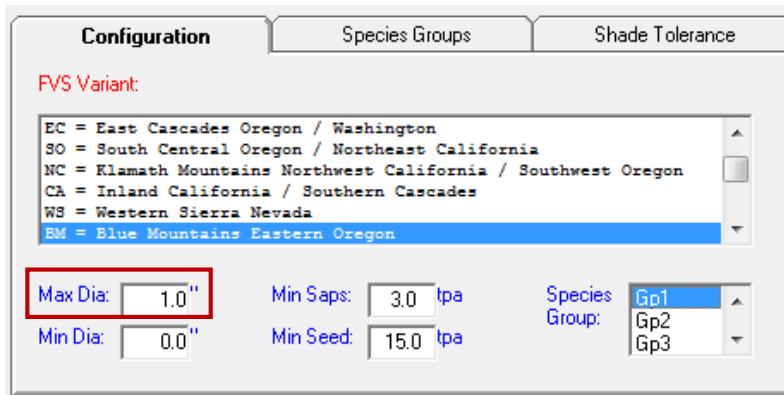 Configuration
Species Groups
Shade Tolerance
FVS Variant:
EC = East Cascades Oregon / Washington
SO = South Central Oregon / Northeast California
NC = Klamath Mountains Northwest California / Southwest Oregon
CA = Inland California / Southern Cascades
WS = Western Sierra Nevada
BM = Blue Mountains Eastern Oregon
Max Dia: 1.0 "
Min Saps: 3.0 tpa
Species Group:
Gp1
Gp2
Gp3
Min Dia: 0.0 "
Min Seed: 15.0 tpa